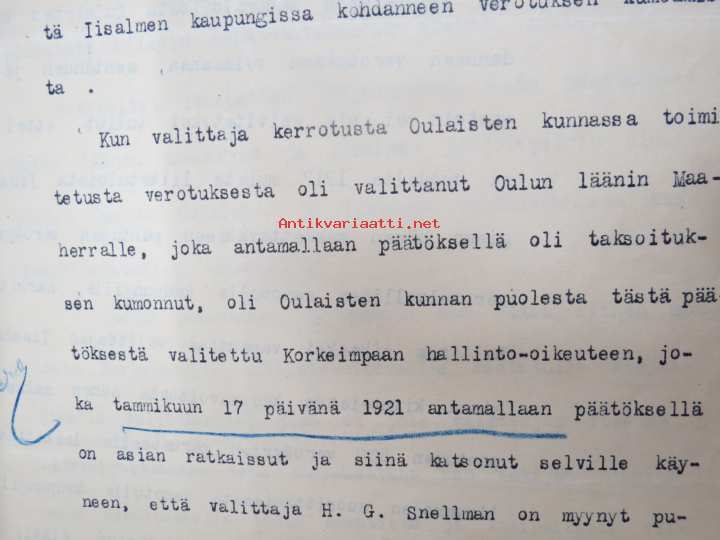 tä Iisalmen kaupungissa kohdanneen verotuksen
ta .
Kun valittaja kerrotusta Oulaisten kunnassa toimi
tetusta verotuksesta oli valittanut Oulun läänin Maa-
Antikvariaatti.net
herralle, joka antamallaan päätöksellä oli taksoituk-
sen kumonnut, oli Oulaisten kunnan puolesta tästä pää
töksestä valitettu Korkeimpaan hallinto-oikeuteen, jo-
ka tammikuun 17 päivänä 1921 antamallaan päätöksellä
on asian ratkaissut ja siinä katsonut selville käy-
neen, että valittaja H. G. Snellman on myynyt pu-